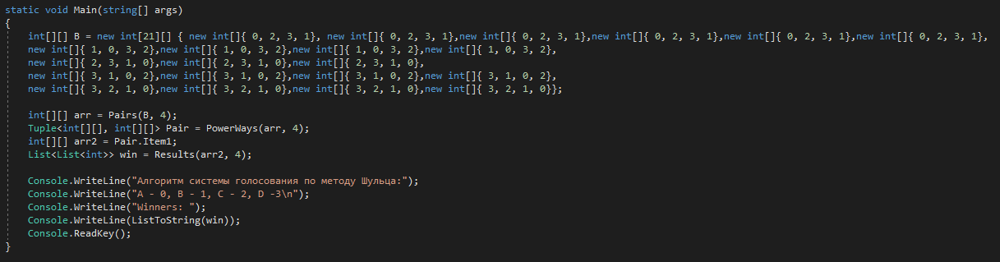 static void Main(string[] args)
{
int[][] B = new int[21][] { new int[]{ 0, 2, 3, 1}, new int[]{ 0, 2, 3, 1},new int[]{ 0, 2, 3, 1},new int[]{ 0, 2, 3, 1},new int[]{ 0, 2, 3, 1},new int[]{ 0, 2, 3, 1},
new int[]{ 1, 0, 3, 2},new int[]{ 1, 0, 3, 2},new int[]{ 1, 0, 3, 2},new int[]{ 1, 0, 3, 2},
new int[]{ 2, 3, 1, 0},new int[]{ 2, 3, 1, 0},new int[]{ 2, 3, 1, 0},
new int[]{ 3, 1, 0, 2},new int[]{ 3, 1, 0, 2},new int[]{ 3, 1, 0, 2},new int[]{ 3, 1, 0, 2},
new int[]{ 3, 2, 1, 0},new int[]{ 3, 2, 1, 0},new int[]{ 3, 2, 1, 0},new int[]{ 3, 2, 1, 0}};
int[][] arr = Pairs(B, 4);
Tuple<int[][], int[][]> Pair = PowerWays(arr, 4);
int[][] arr2 = Pair.Item1;
List<List<int>> win = Results(arr2, 4);
Console.WriteLine("Алгоритм системы голосования по методу Шульца:");
Console.WriteLine("A - 0, B - 1, C - 2, D -3\n");
Console.WriteLine("Winners: ");
Console.WriteLine(ListToString(win));
Console.ReadKey();
}